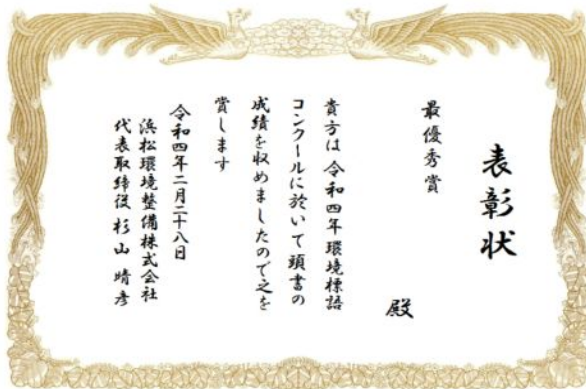 表彰状
最優秀賞
殿
貴方は令和四年環境標語
コンクールに於いて頭書の
成績を収めましたので之を
賞します
令和四年二月二十八日
浜松環境整備株式会社
代表取締役 杉山 晴彦